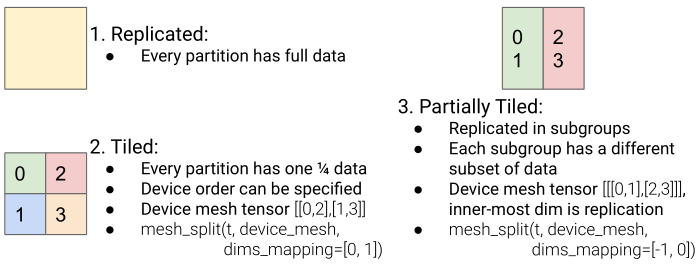 1. Replicated:
● Every partition has full data
0 2
1 3
2. Tiled:
● Every partition has one ¼ data
● Device order can be specified
● Device mesh tensor [[0,2],[1,3]]
● mesh_split(t, device_mesh,
dims_mapping=[0, 1])
0 2
1 3
3. Partially Tiled:
● Replicated in subgroups
● Each subgroup has a different
subset of data
● Device mesh tensor [[[0,1],[2,3]]],
inner-most dim is replication
● mesh_split(t, device_mesh,
dims_mapping=[-1, 0])